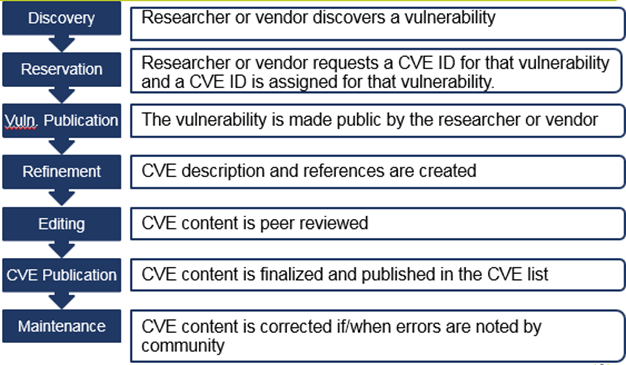 Discovery
Researcher or vendor discovers a vulnerability
Reservation
Researcher or vendor requests a CVE ID for that vulnerability
and a CVE ID is assigned for that vulnerability.
Vuln. Publication
The vulnerability is made public by the researcher or vendor
Refinement
CVE description and references are created
Editing
CVE content is peer reviewed
CVE Publication
CVE content is finalized and published in the CVE list
Maintenance
CVE content is corrected if/when errors are noted by
community